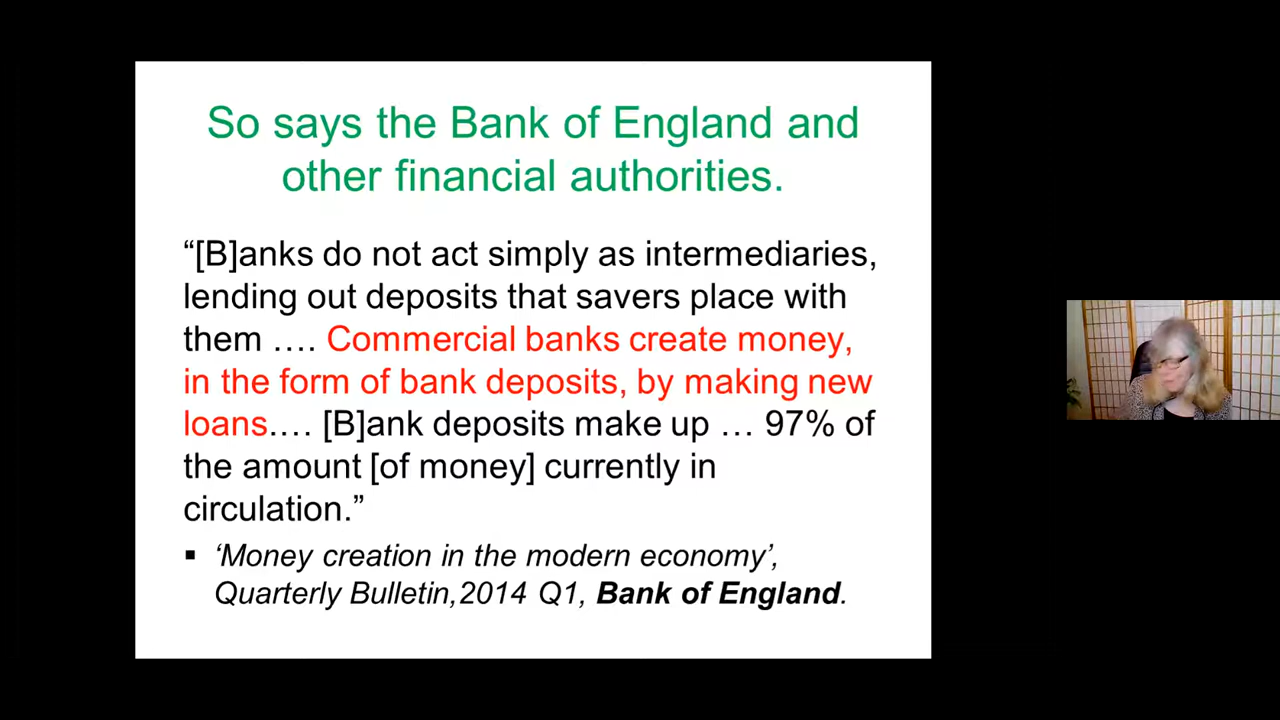 So says the Bank of England and
other financial authorities.
“[B]anks do not act simply as intermediaries,
lending out deposits that savers place with
them …. Commercial banks create money,
in the form of bank deposits, by making new
loans…. [B]ank deposits make up … 97% of
the amount [of money] currently in
circulation.”
▪ ‘Money creation in the modern economy’,
Quarterly Bulletin,2014 Q1, Bank of England.